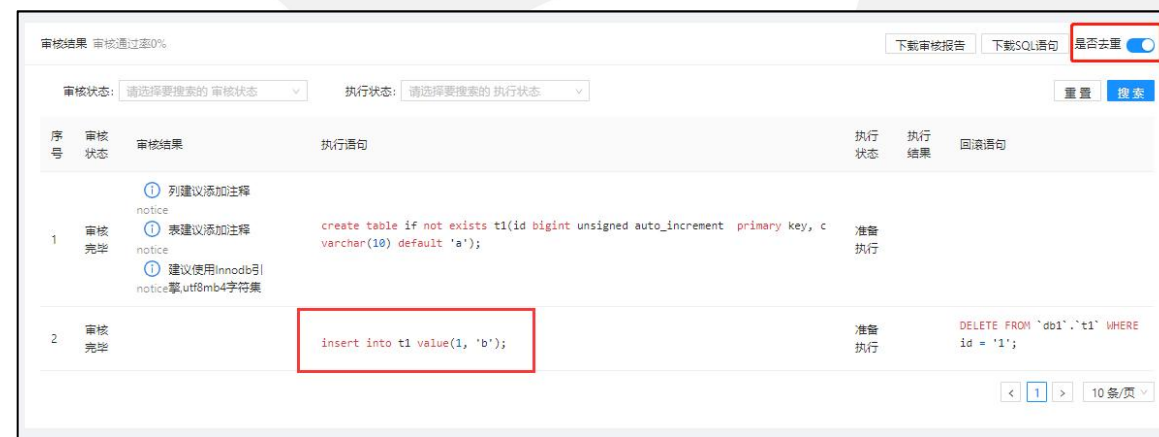 审核结果 审核通过率0% 下载审核报告 下载SQL语句 是否去重
审核状态: 请选择要搜索的 审核状态 执行状态: 请选择要搜索的 执行状态 重置 搜索
序号 审核状态 审核结果 执行语句 执行状态 执行结果 回滚语句
1 审核完毕
列建议添加注释
notice
表建议添加注释
notice
建议使用Innodb引
notice擎,utf8mb4字符集
create table if not exists t1(id bigint unsigned auto_increment primary key, c
varchar(10) default 'a');
准备执行
2 审核完毕
insert into t1 value(1, 'b');
准备执行
DELETE FROM `db1`.`t1` WHERE
id = '1';
< 1 > 10 条/页